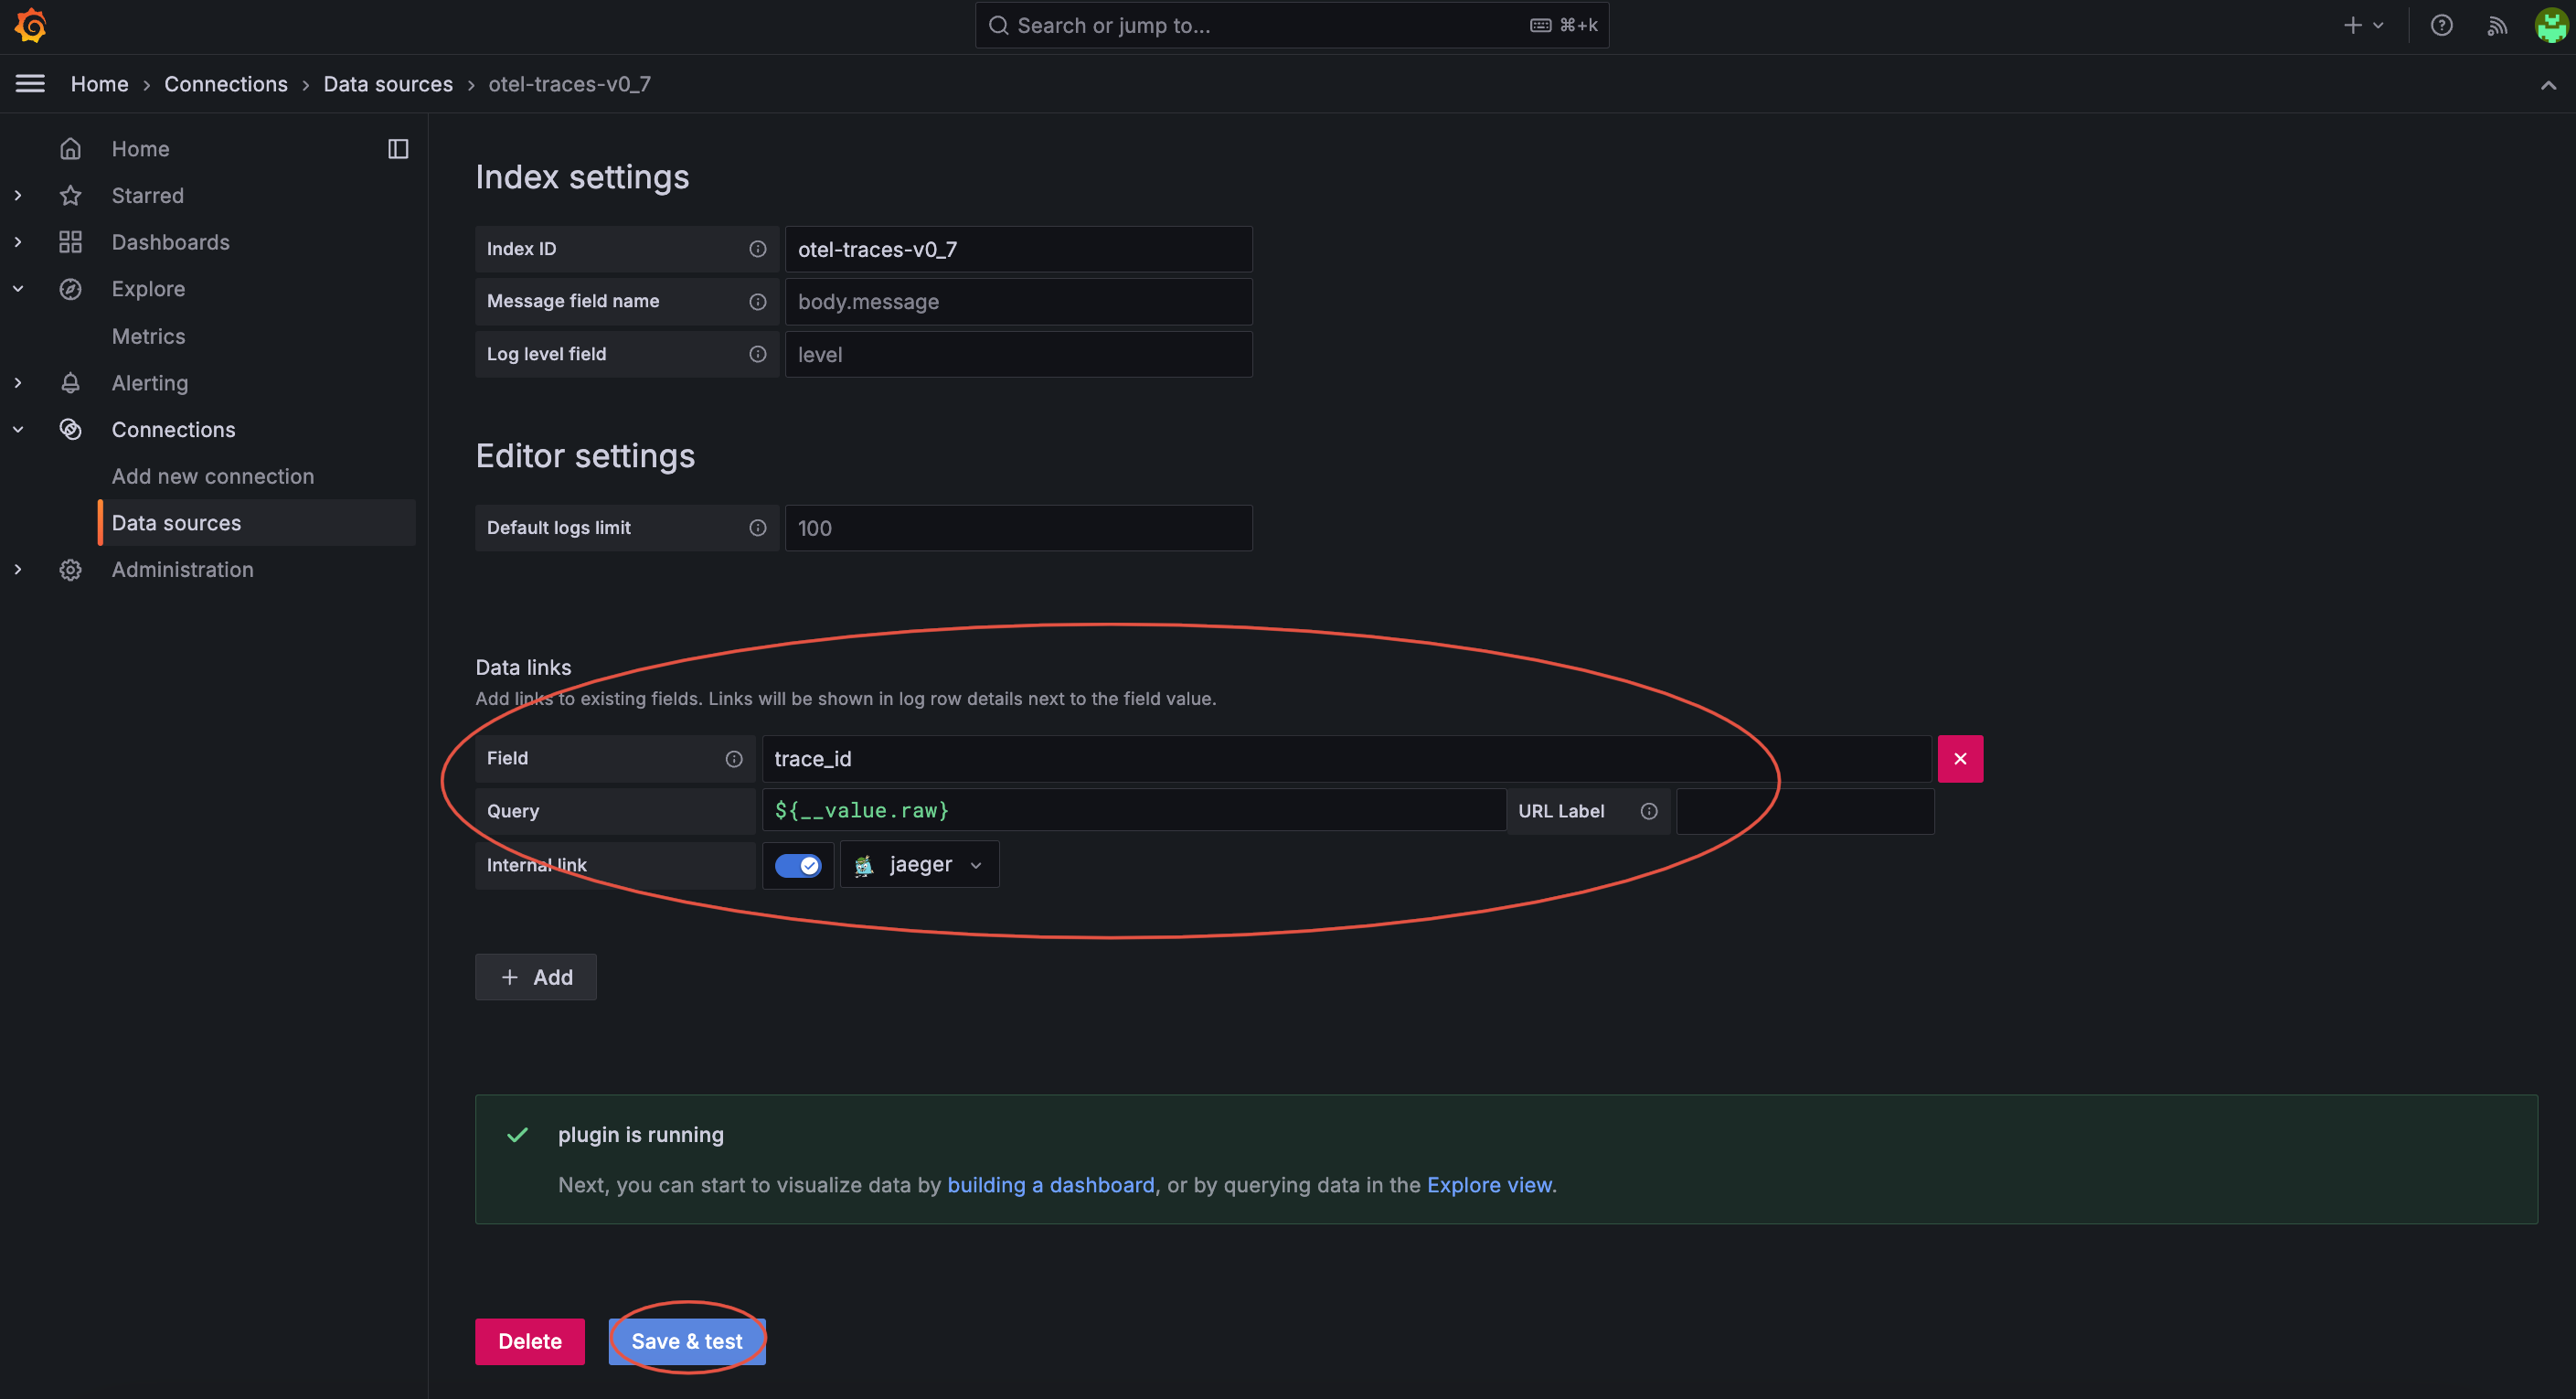 Search or jump to... ⌘+k
Home › Connections › Data sources › otel-traces-v0_7
Home
Starred
Dashboards
Explore
Metrics
Alerting
Connections
Add new connection
Data sources
Administration
Index settings
Index ID otel-traces-v0_7
Message field name body.message
Log level field level
Editor settings
Default logs limit 100
Data links
Add links to existing fields. Links will be shown in log row details next to the field value.
Field trace_id
Query ${__value.raw} URL Label
Internal link jaeger
+ Add
plugin is running
Next, you can start to visualize data by building a dashboard, or by querying data in the Explore view.
Delete Save & test